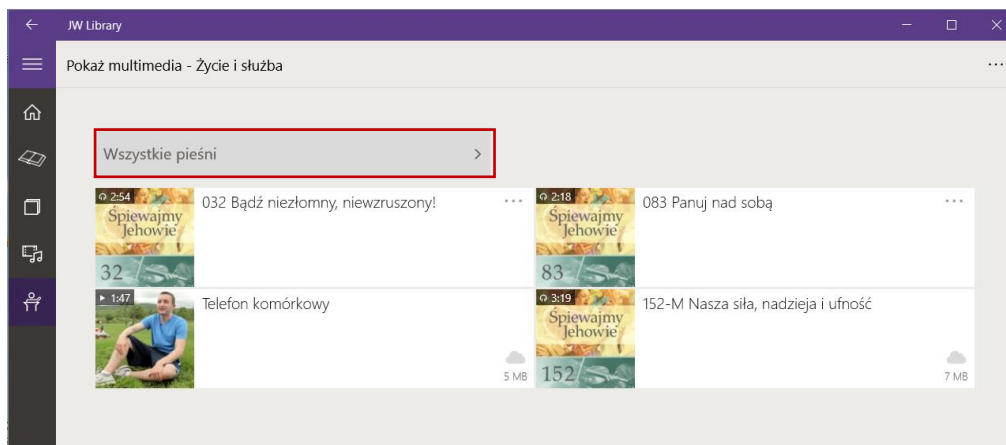 JW Library
Pokaż multimedia - Życie i służba
Wszystkie pieśni
2:54
Śpiewajmy
Jehowie
32
032 Bądź niezłomny, niewzruszony!
2:18
Śpiewajmy
Jehowie
83
083 Panuj nad sobą
1:47
Telefon komórkowy
5 MB
3:19
Śpiewajmy
Jehowie
152
152-M Nasza siła, nadzieja i ufność
7 MB